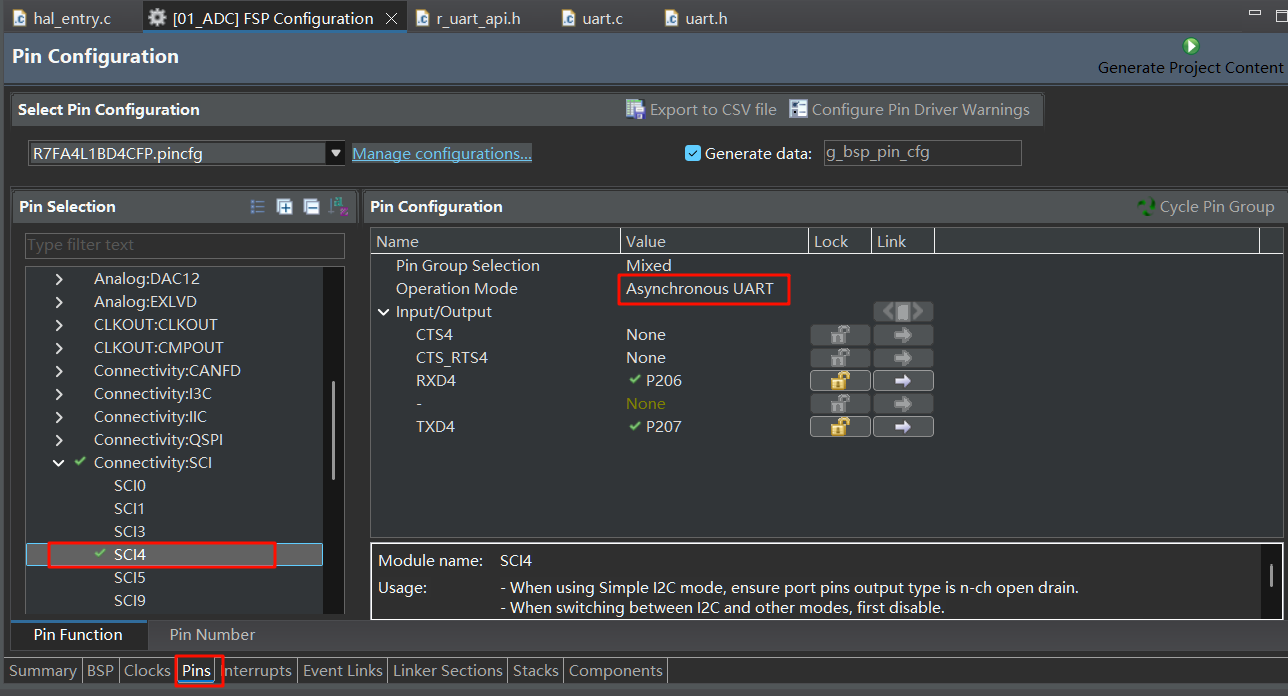 hal_entry.c
[01_ADC] FSP Configuration
r_uart_api.h
uart.c
uart.h
Pin Configuration
Generate Project Content
Select Pin Configuration
Export to CSV file
Configure Pin Driver Warnings
R7FA4L1BD4CFP.pincfg
Manage configurations...
Generate data:
g_bsp_pin_cfg
Pin Selection
Type filter text
Analog:DAC12
Analog:EXLVD
CLKOUT:CLKOUT
CLKOUT:CMPOUT
Connectivity:CANFD
Connectivity:I3C
Connectivity:IIC
Connectivity:QSPI
Connectivity:SCI
SCI0
SCI1
SCI3
SCI4
SCI5
SCI9
Pin Configuration
Cycle Pin Group
Name Value Lock Link
Pin Group Selection Mixed
Operation Mode Asynchronous UART
Input/Output
CTS4 None
CTS_RTS4 None
RXD4 P206
- None
TXD4 P207
Module name: SCI4
Usage: - When using Simple I2C mode, ensure port pins output type is n-ch open drain.
- When switching between I2C and other modes, first disable.
Pin Function Pin Number
Summary BSP Clocks Pins Interrupts Event Links Linker Sections Stacks Components